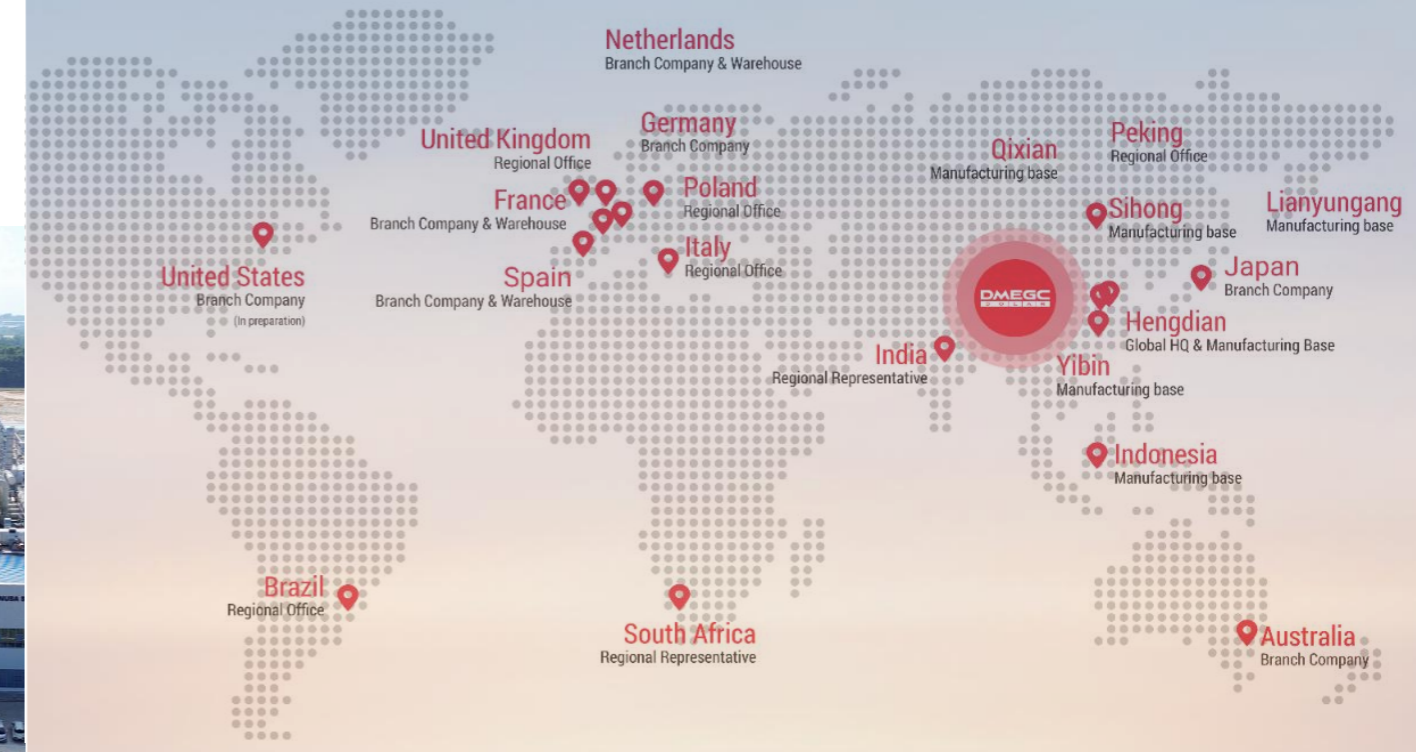 Netherlands
Branch Company & Warehouse
Germany
Branch Company
United Kingdom
Regional Office
Peking
Regional Office
Qixian
Manufacturing base
Poland
Regional Office
France
Branch Company & Warehouse
Sihong
Manufacturing base
Lianyungang
Manufacturing base
Italy
Regional Office
United States
Branch Company
(In preparation)
Spain
Branch Company & Warehouse
Japan
Branch Company
DMEGC
Hengdian
Global HQ & Manufacturing Base
India
Regional Representative
Yibin
Manufacturing base
Indonesia
Manufacturing base
Brazil
Regional Office
South Africa
Regional Representative
Australia
Branch Company